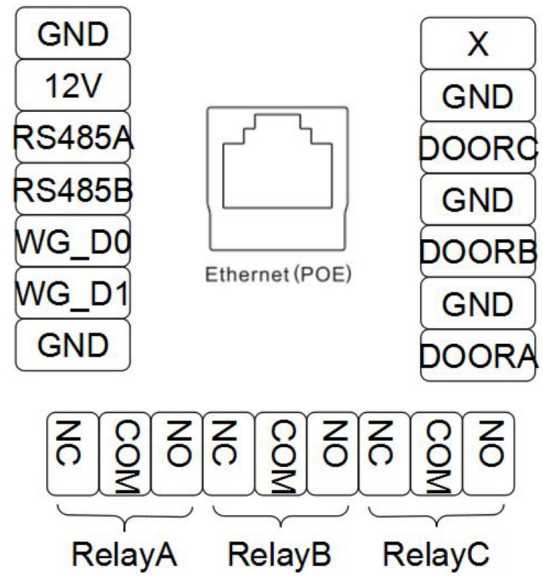 GND
12V
RS485A
RS485B
WG_D0
WG_D1
GND
Ethernet(POE)
X
GND
DOORC
GND
DOORB
GND
DOORA
NC COM NO NC COM NO NC COM NO
RelayA RelayB RelayC